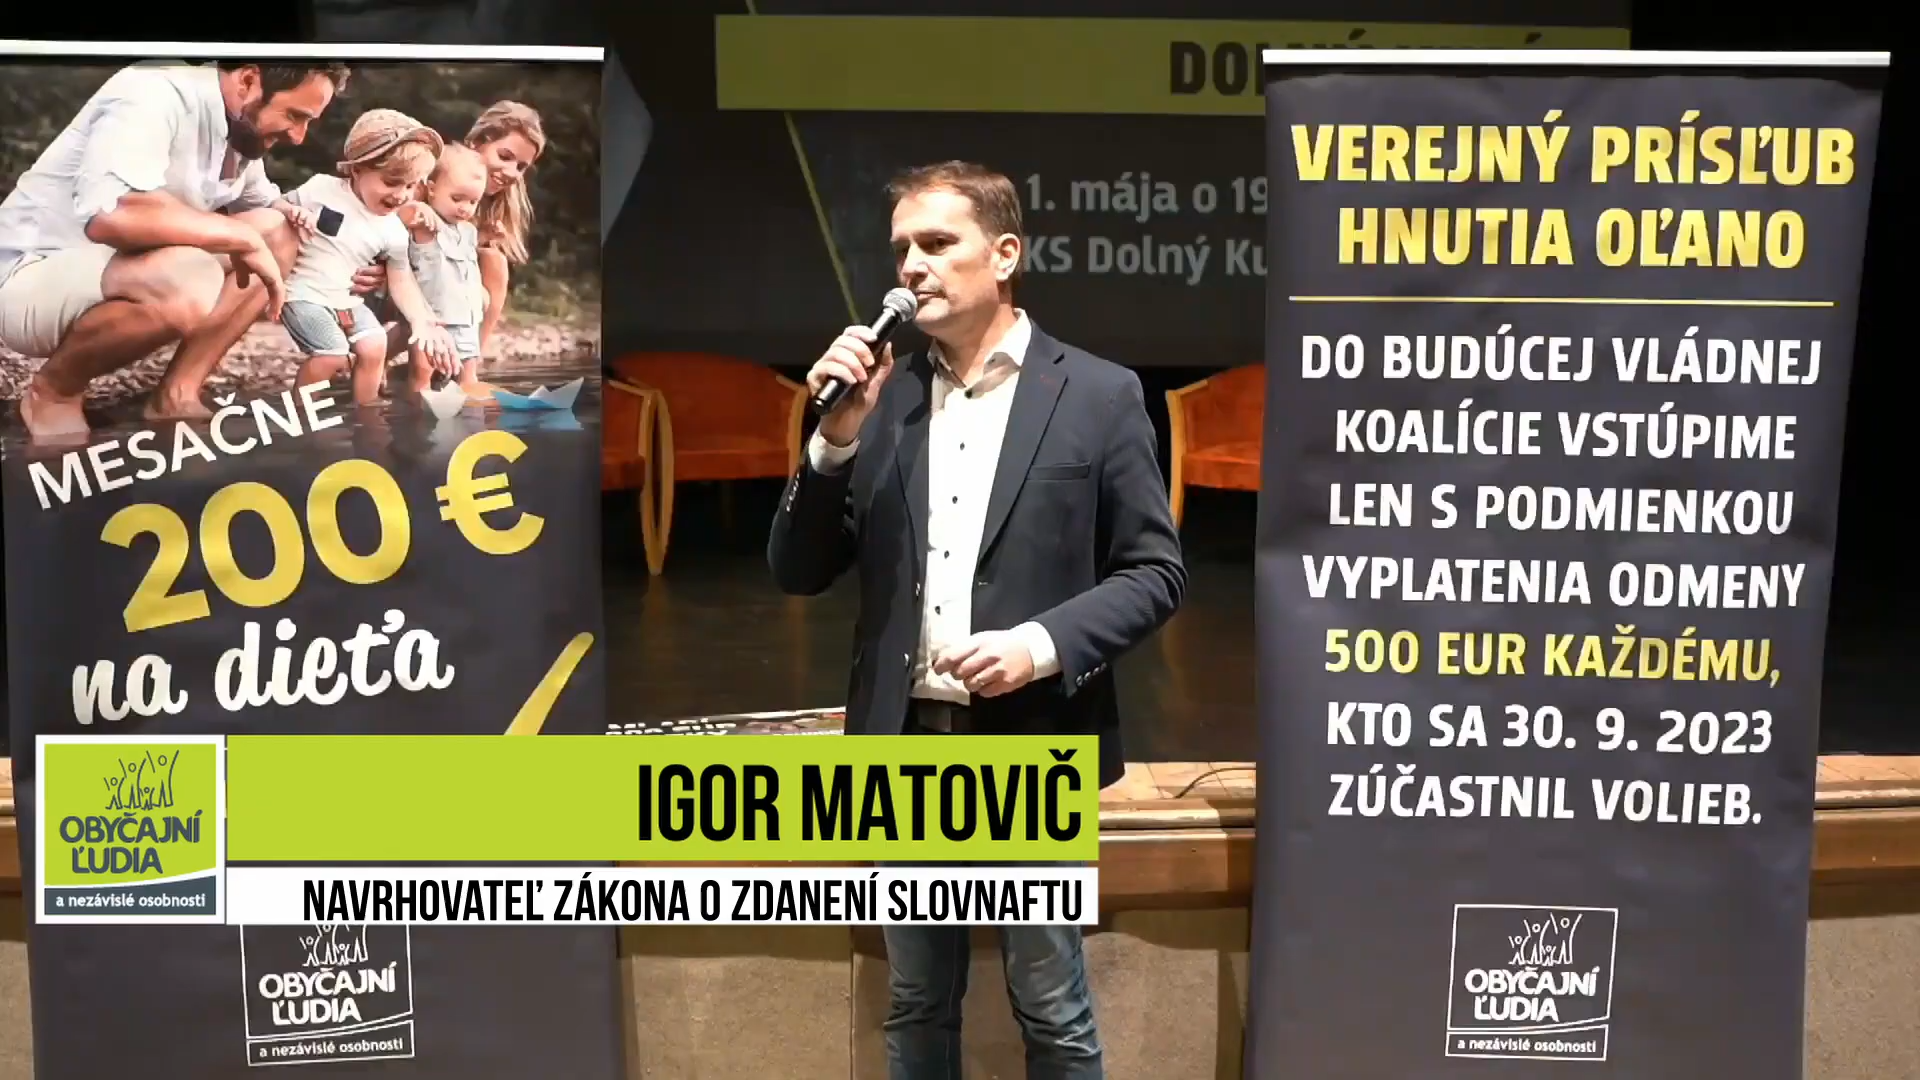 MESAČNE
200 €
na dieťa
1. mája o 19
KS Dolný Ku
VEREJNÝ PRÍSĽUB
HNUTIA OĽANO
DO BUDÚCEJ VLÁDNEJ
KOALÍCIE VSTÚPIME
LEN S PODMIENKOU
VYPLATENIA ODMENY
500 EUR KAŽDÉMU,
KTO SA 30. 9. 2023
ZÚČASTNIL VOLIEB.
OBYČAJNÍ
ĽUDIA
a nezávislé osobnosti
IGOR MATOVIČ
NAVRHOVATEĽ ZÁKONA O ZDANENÍ SLOVNAFTU
OBYČAJNÍ
ĽUDIA
a nezávislé osobnosti
OBYČAJNÍ
ĽUDIA
a nezávislé osobnosti